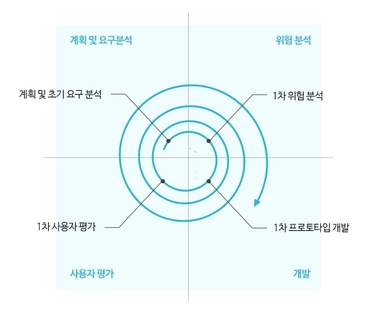 계획 및 요구분석
위험 분석
계획 및 초기 요구 분석
1차 위험 분석
1차 사용자 평가
1차 프로토타입 개발
사용자 평가
개발